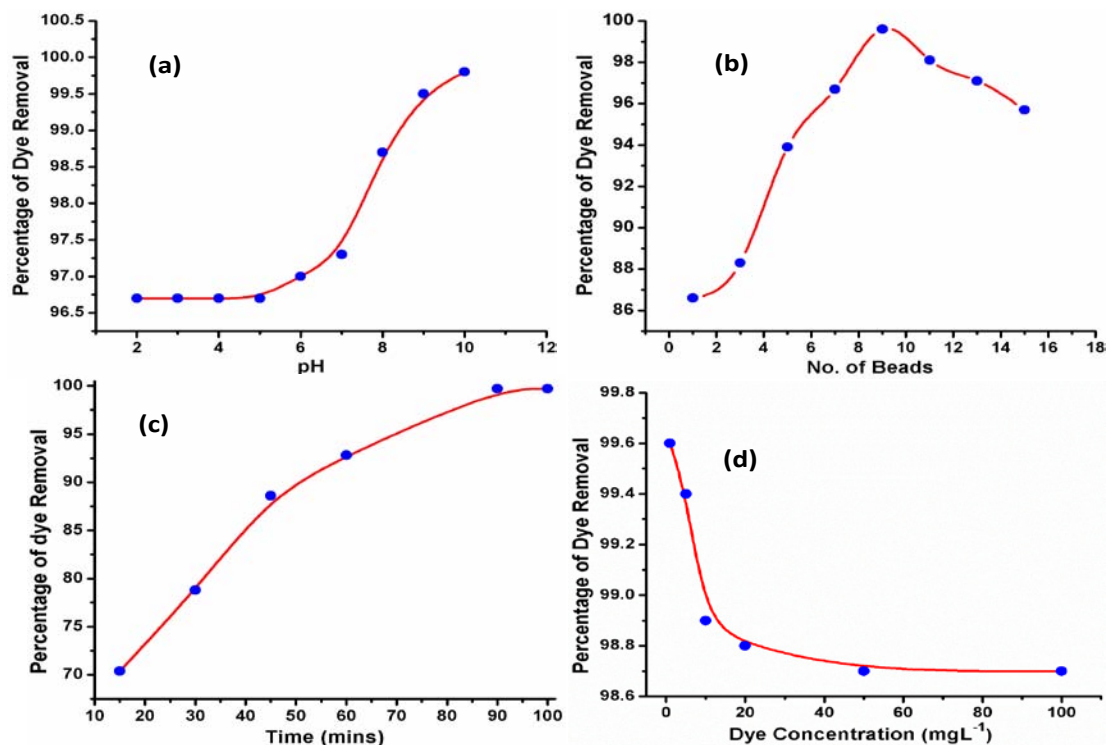 (a)
Percentage of Dye Removal
100.5
100.0
99.5
99.0
98.5
98.0
97.5
97.0
96.5
2 4 6 8 10 12
pH
(b)
Percentage of Dye Removal
100
98
96
94
92
90
88
86
0 2 4 6 8 10 12 14 16 18
No. of Beads
(c)
Percentage of dye Removal
100
95
90
85
80
75
70
10 20 30 40 50 60 70 80 90 100
Time (mins)
(d)
Percentage of Dye Removal
99.8
99.6
99.4
99.2
99.0
98.8
98.6
0 20 40 60 80 100
Dye Concentration (mgL⁻¹)